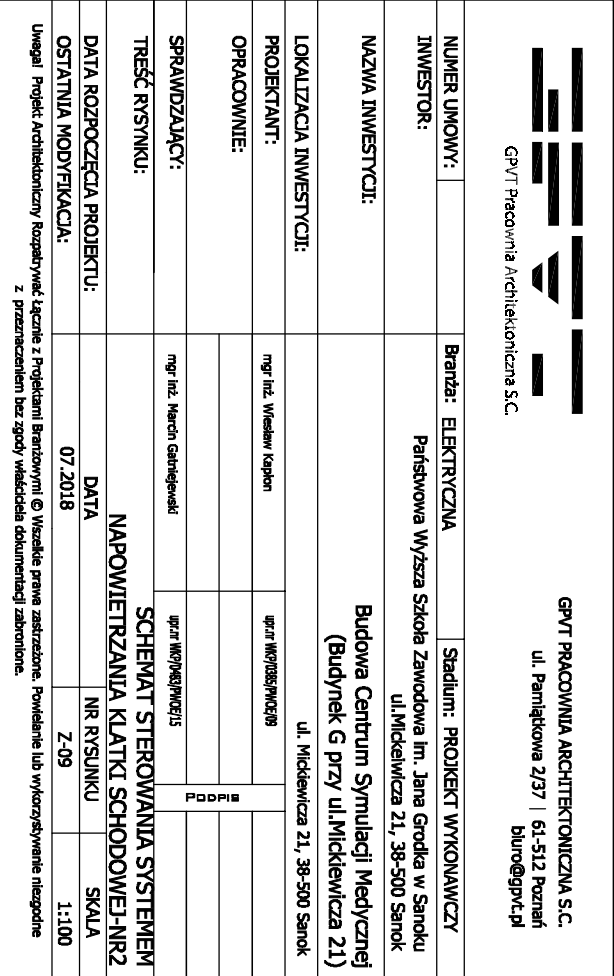 GPVT Pracownia Architektoniczna S.C.
GPVT PRACOWNIA ARCHITEKTONICZNA S.C.
ul. Pamiątkowa 2/37 | 61-512 Poznań
biuro@gpvt.pl
NUMER UMOWY:
Branża: ELEKTRYCZNA
Stadium: PROJKEKT WYKONAWCZY
INWESTOR:
Państwowa Wyższa Szkoła Zawodowa im. Jana Grodka w Sanoku
ul.Mickeiwicza 21, 38-500 Sanok
NAZWA INWESTYCJI:
Budowa Centrum Symulacji Medycznej
(Budynek G przy ul.Mickiewicza 21)
LOKALIZACJA INWESTYCJI:
ul. Mickiewicza 21, 38-500 Sanok
PROJEKTANT:
mgr inż. Wiesław Kapłon
upr.nr WKP/0385/PWOE/09
OPRACOWNIE:
PODPIS
SPRAWDZAJĄCY:
mgr inż. Marcin Gatniejewski
upr.nr WKP/0483/PWOE/15
TREŚĆ RYSYNKU:
SCHEMAT STEROWANIA SYSTEMEM
NAPOWIETRZANIA KLATKI SCHODOWEJ-NR2
DATA ROZPOCZĘCIA PROJEKTU:
DATA
NR RYSUNKU
SKALA
OSTATNIA MODYFIKACJA:
07.2018
Z-09
1:100
Uwaga! Projekt Architektoniczny Rozpatrywać Łącznie z Projektami Branżowymi © Wszelkie prawa zastrzeżone. Powielanie lub wykorzystywanie niezgodne
z przeznaczeniem bez zgody właściciela dokumentacji zabronione.